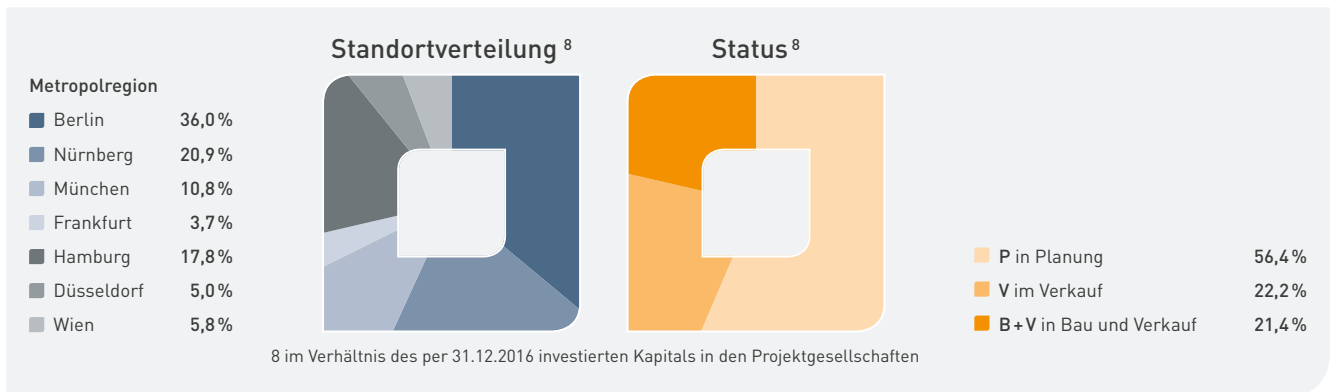 Standortverteilung 8
Status 8
Metropolregion
Berlin 36,0 %
Nürnberg 20,9 %
München 10,8 %
Frankfurt 3,7 %
Hamburg 17,8 %
Düsseldorf 5,0 %
Wien 5,8 %
P in Planung 56,4 %
V im Verkauf 22,2 %
B + V in Bau und Verkauf 21,4 %
8 im Verhältnis des per 31.12.2016 investierten Kapitals in den Projektgesellschaften